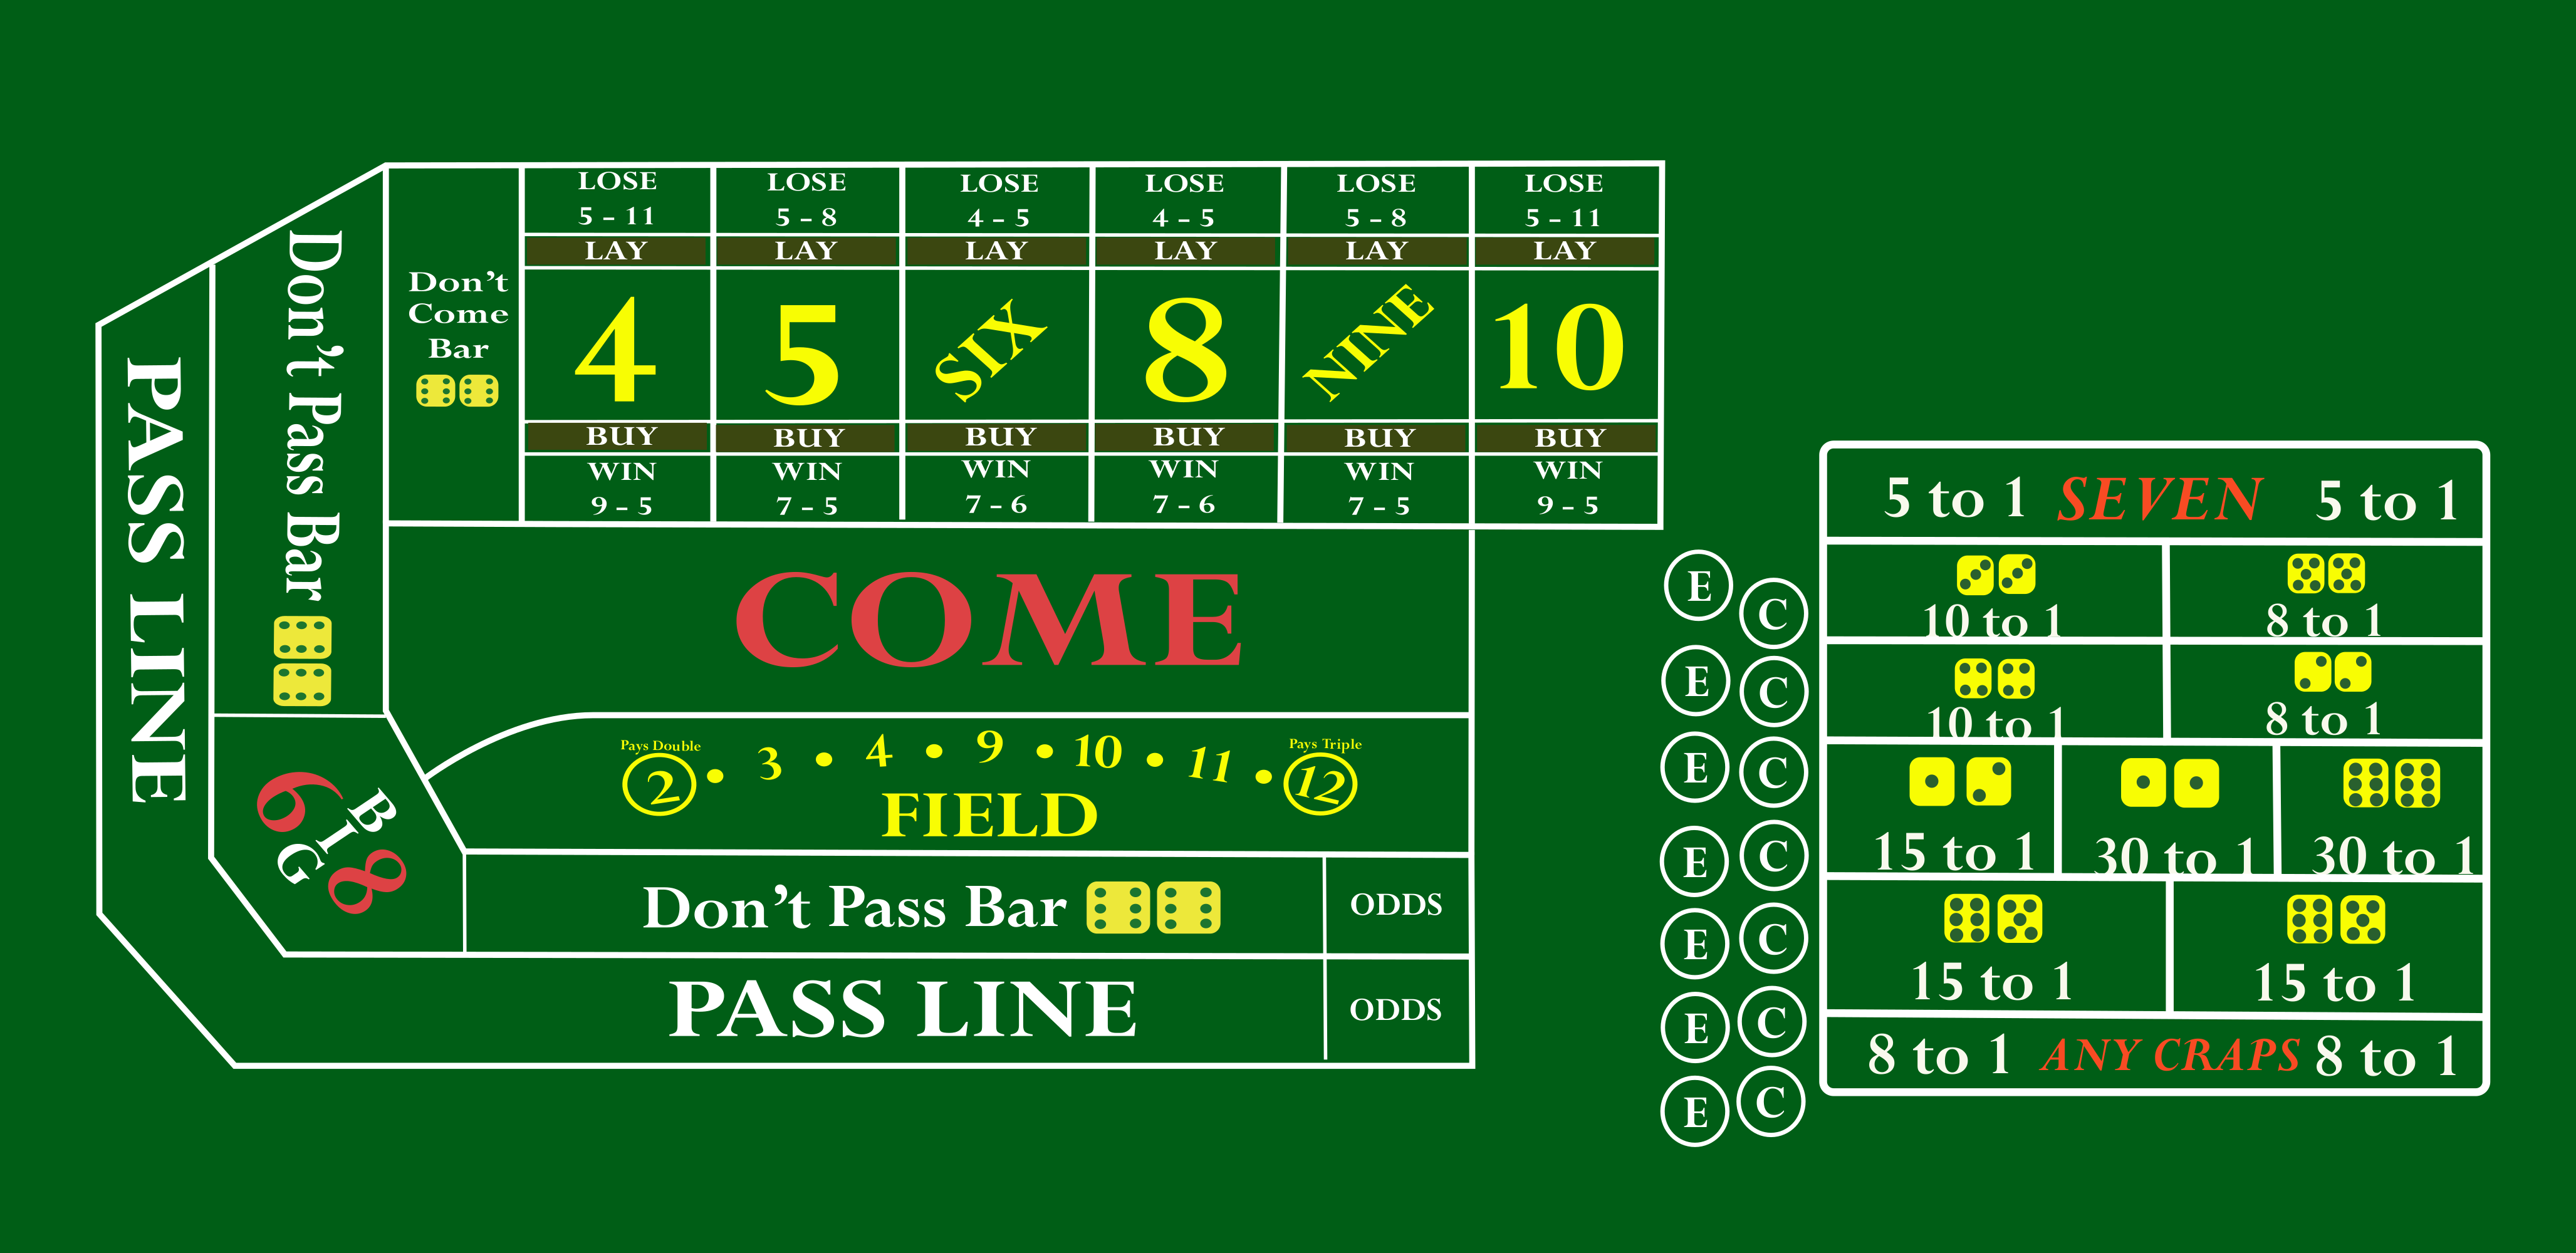 LOSE
5 - 11
LAY
4
BUY
WIN
9 - 5
LOSE
5 - 8
LAY
5
BUY
WIN
7 - 5
LOSE
4 - 5
LAY
SIX
BUY
WIN
7 - 6
LOSE
4 - 5
LAY
8
BUY
WIN
7 - 6
LOSE
5 - 8
LAY
NINE
BUY
WIN
7 - 5
LOSE
5 - 11
LAY
10
BUY
WIN
9 - 5
Don't
Come
Bar
Don't Pass Bar
PASS LINE
COME
Pays Double
2 • 3 • 4 • 9 • 10 • 11 • 12
Pays Triple
FIELD
6
BIG
8
Don't Pass Bar
ODDS
PASS LINE
ODDS
E C
E C
E C
E C
E C
E C
E C
5 to 1 SEVEN 5 to 1
10 to 1
8 to 1
10 to 1
8 to 1
15 to 1
30 to 1
30 to 1
15 to 1
15 to 1
8 to 1 ANY CRAPS 8 to 1